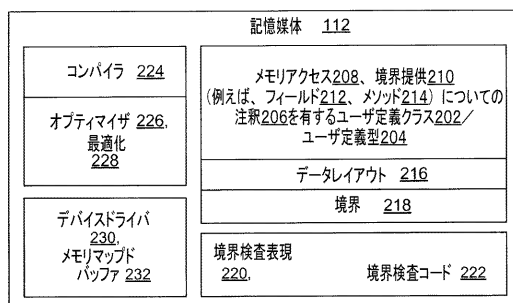 記憶媒体 112
コンパイラ 224
オプティマイザ 226,
最適化
228
デバイスドライバ
230,
メモリマップド
バッファ 232
メモリアクセス208、境界提供210
(例えば、フィールド212、メソッド214)についての
注釈206を有するユーザ定義クラス202/
ユーザ定義型204
データレイアウト 216
境界 218
境界検査表現
220,
境界検査コード 222